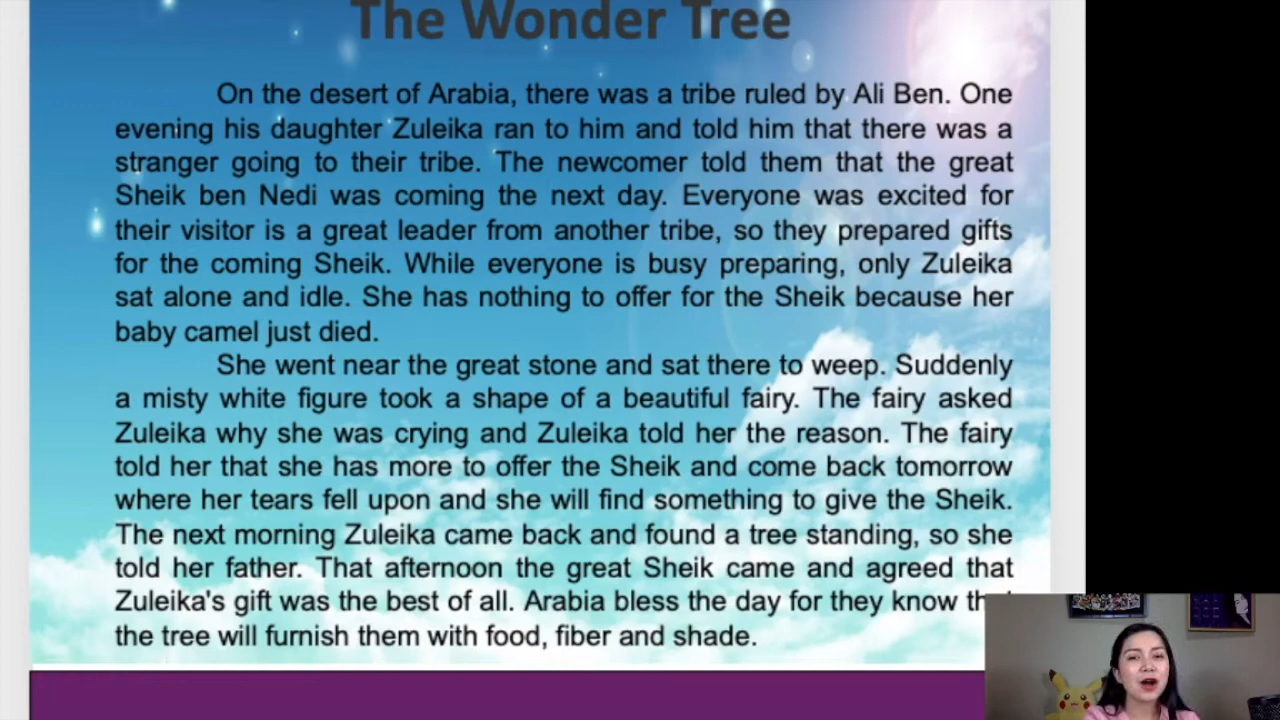 The Wonder Tree
On the desert of Arabia, there was a tribe ruled by Ali Ben. One
evening his daughter Zuleika ran to him and told him that there was a
stranger going to their tribe. The newcomer told them that the great
Sheik ben Nedi was coming the next day. Everyone was excited for
their visitor is a great leader from another tribe, so they prepared gifts
for the coming Sheik. While everyone is busy preparing, only Zuleika
sat alone and idle. She has nothing to offer for the Sheik because her
baby camel just died.
She went near the great stone and sat there to weep. Suddenly
a misty white figure took a shape of a beautiful fairy. The fairy asked
Zuleika why she was crying and Zuleika told her the reason. The fairy
told her that she has more to offer the Sheik and come back tomorrow
where her tears fell upon and she will find something to give the Sheik.
The next morning Zuleika came back and found a tree standing, so she
told her father. That afternoon the great Sheik came and agreed that
Zuleika's gift was the best of all. Arabia bless the day for they know
the tree will furnish them with food, fiber and shade.